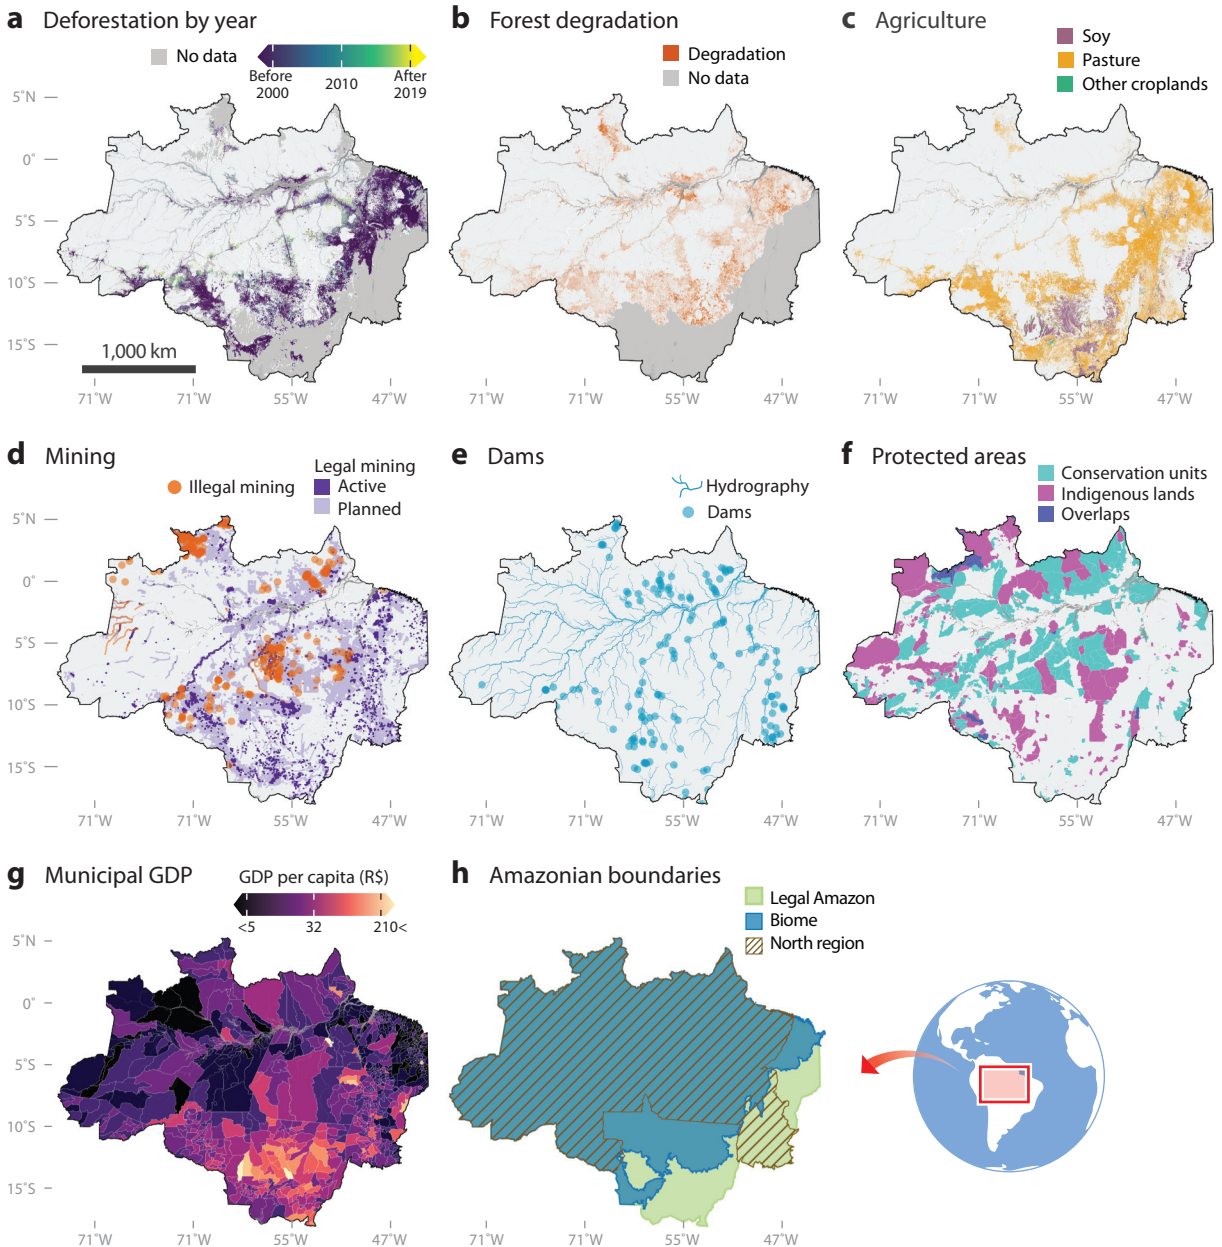 a Deforestation by year
No data
Before 2000
2010
After 2019
5˚N
0˚
5˚S
10˚S
15˚S
1,000 km
71˚W
71˚W
55˚W
47˚W
b Forest degradation
Degradation
No data
71˚W
71˚W
55˚W
47˚W
c Agriculture
Soy
Pasture
Other croplands
71˚W
71˚W
55˚W
47˚W
d Mining
Illegal mining
Legal mining
Active
Planned
5˚N
0˚
5˚S
10˚S
15˚S
71˚W
71˚W
55˚W
47˚W
e Dams
Hydrography
Dams
71˚W
71˚W
55˚W
47˚W
f Protected areas
Conservation units
Indigenous lands
Overlaps
71˚W
71˚W
55˚W
47˚W
g Municipal GDP
GDP per capita (R$)
<5
32
210<
5˚N
0˚
5˚S
10˚S
15˚S
71˚W
71˚W
55˚W
47˚W
h Amazonian boundaries
Legal Amazon
Biome
North region
71˚W
71˚W
55˚W
47˚W